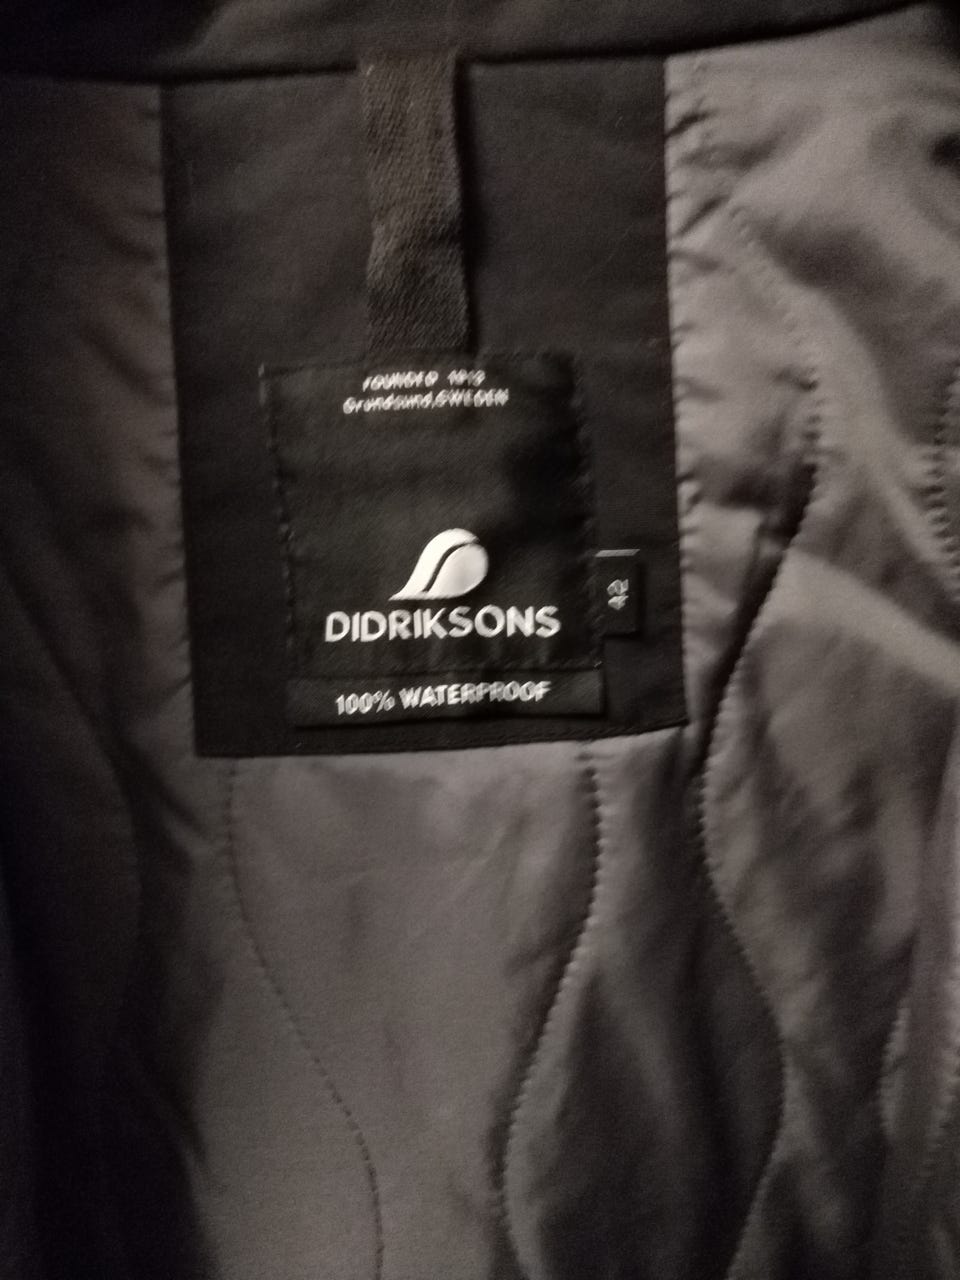 FOUNDED 1913
Grundsund, SWEDEN
DIDRIKSONS
42
100% WATERPROOF